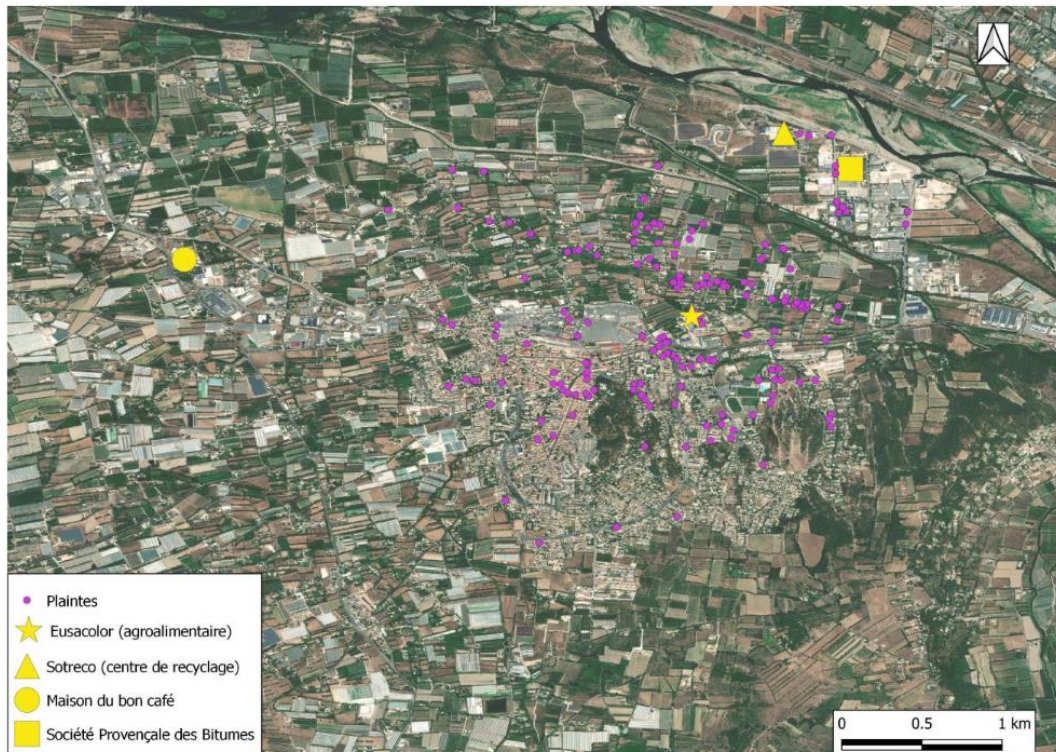 Plaintes
Eusacolor (agroalimentaire)
Sotreco (centre de recyclage)
Maison du bon café
Société Provençale des Bitumes
0 0.5 1 km